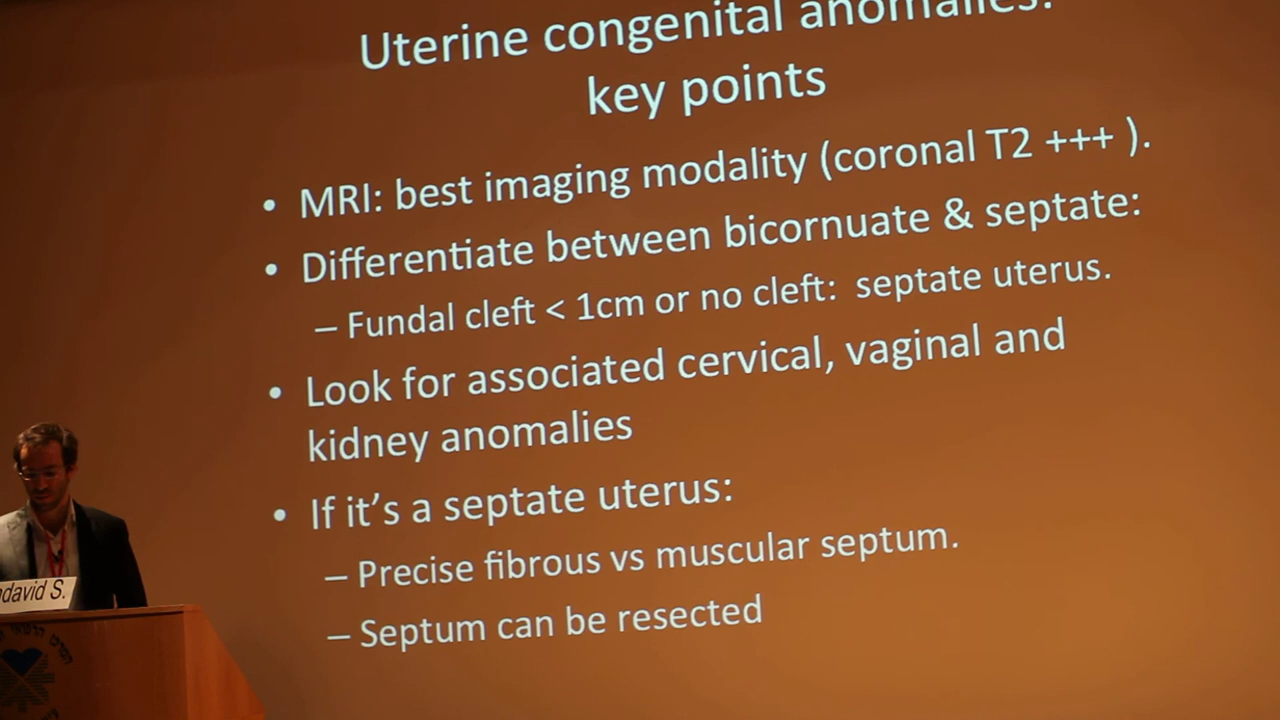 Uterine congenital anomalies:
key points
• MRI: best imaging modality (coronal T2 +++ ).
• Differentiate between bicornuate & septate:
– Fundal cleft < 1cm or no cleft: septate uterus.
• Look for associated cervical, vaginal and
kidney anomalies
• If it's a septate uterus:
– Precise fibrous vs muscular septum.
– Septum can be resected
david S.